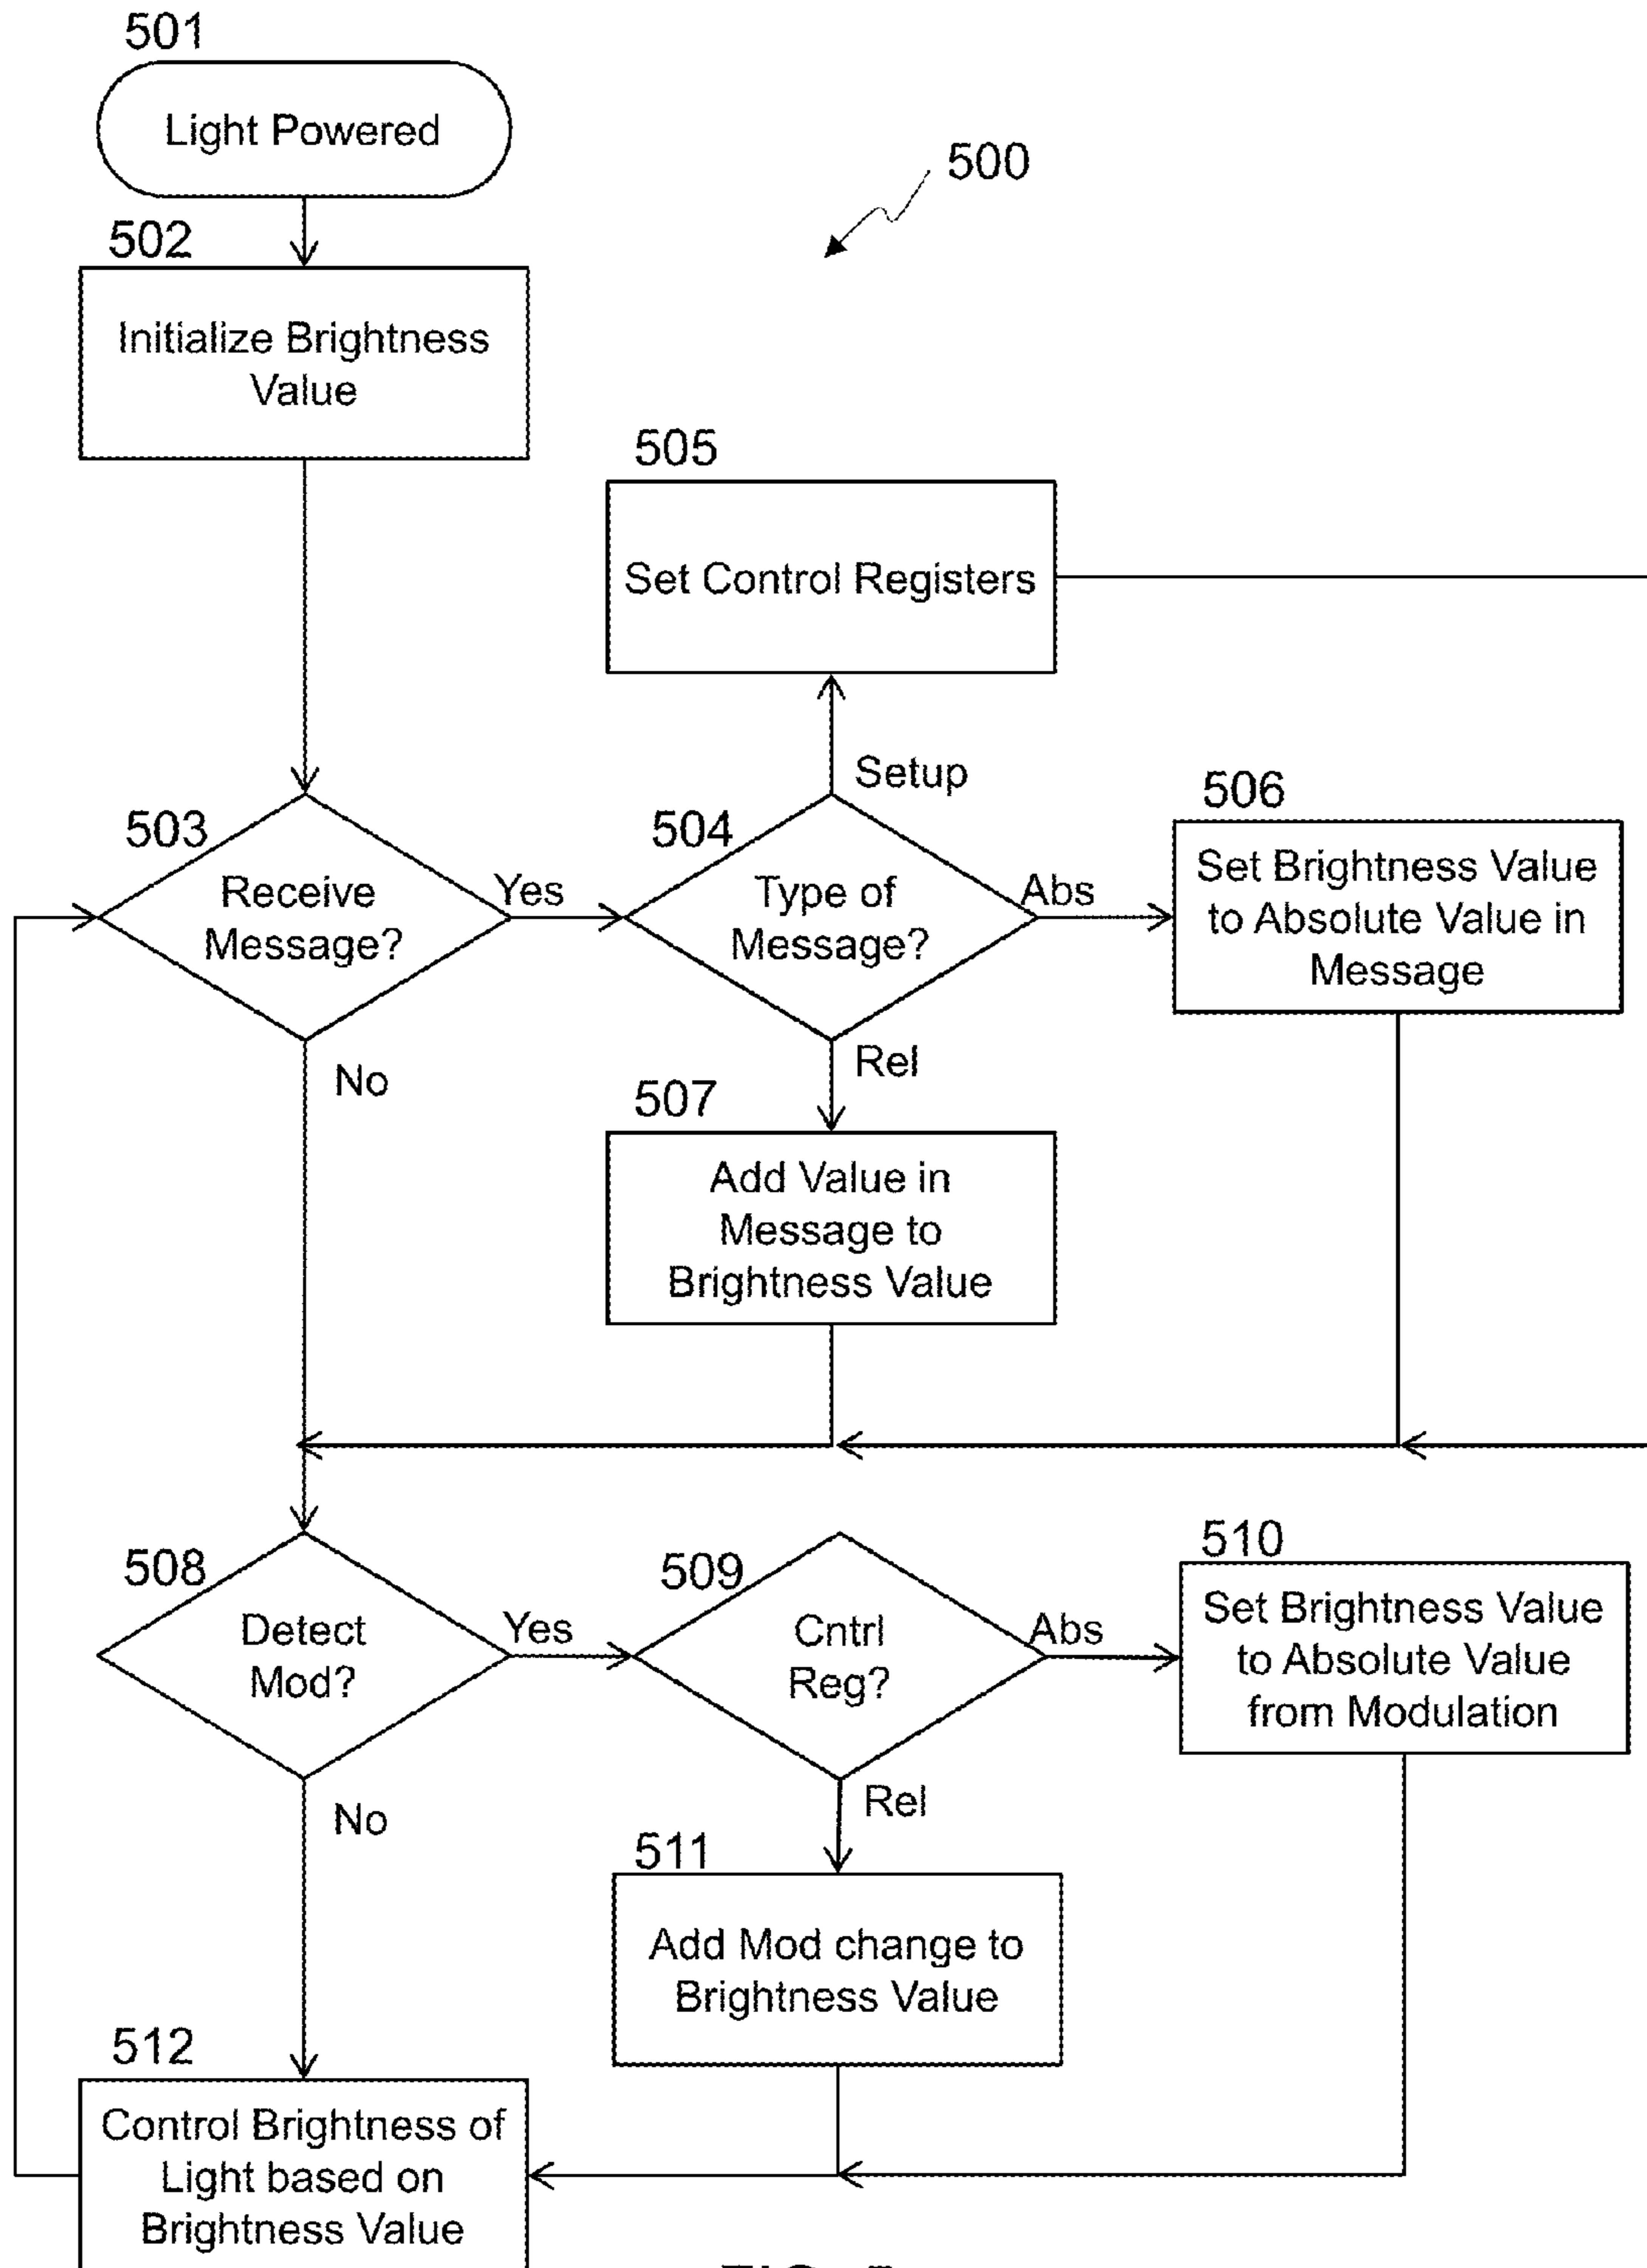 501
Light Powered
500
502
Initialize Brightness
Value
505
Set Control Registers
Setup
503
Receive
Message?
Yes
504
Type of
Message?
Abs
506
Set Brightness Value
to Absolute Value in
Message
No
Rel
507
Add Value in
Message to
Brightness Value
508
Detect
Mod?
Yes
509
Cntrl
Reg?
Abs
510
Set Brightness Value
to Absolute Value
from Modulation
No
Rel
511
Add Mod change to
Brightness Value
512
Control Brightness of
Light based on
Brightness Value